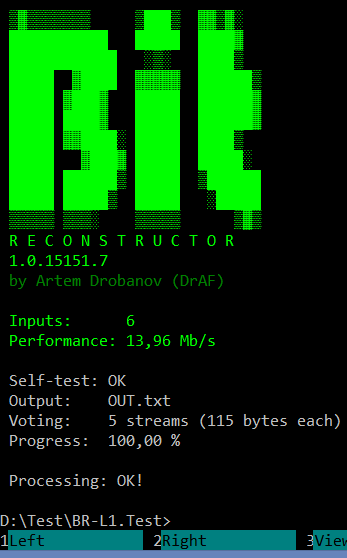 BR
RECONSTRUCTOR
1.0.15151.7
by Artem Drobanov (DrAF)
Inputs: 6
Performance: 13,96 Mb/s
Self-test: OK
Output: OUT.txt
Voting: 5 streams (115 bytes each)
Progress: 100,00 %
Processing: OK!
D:\Test\BR-L1.Test>
1Left 2Right 3View